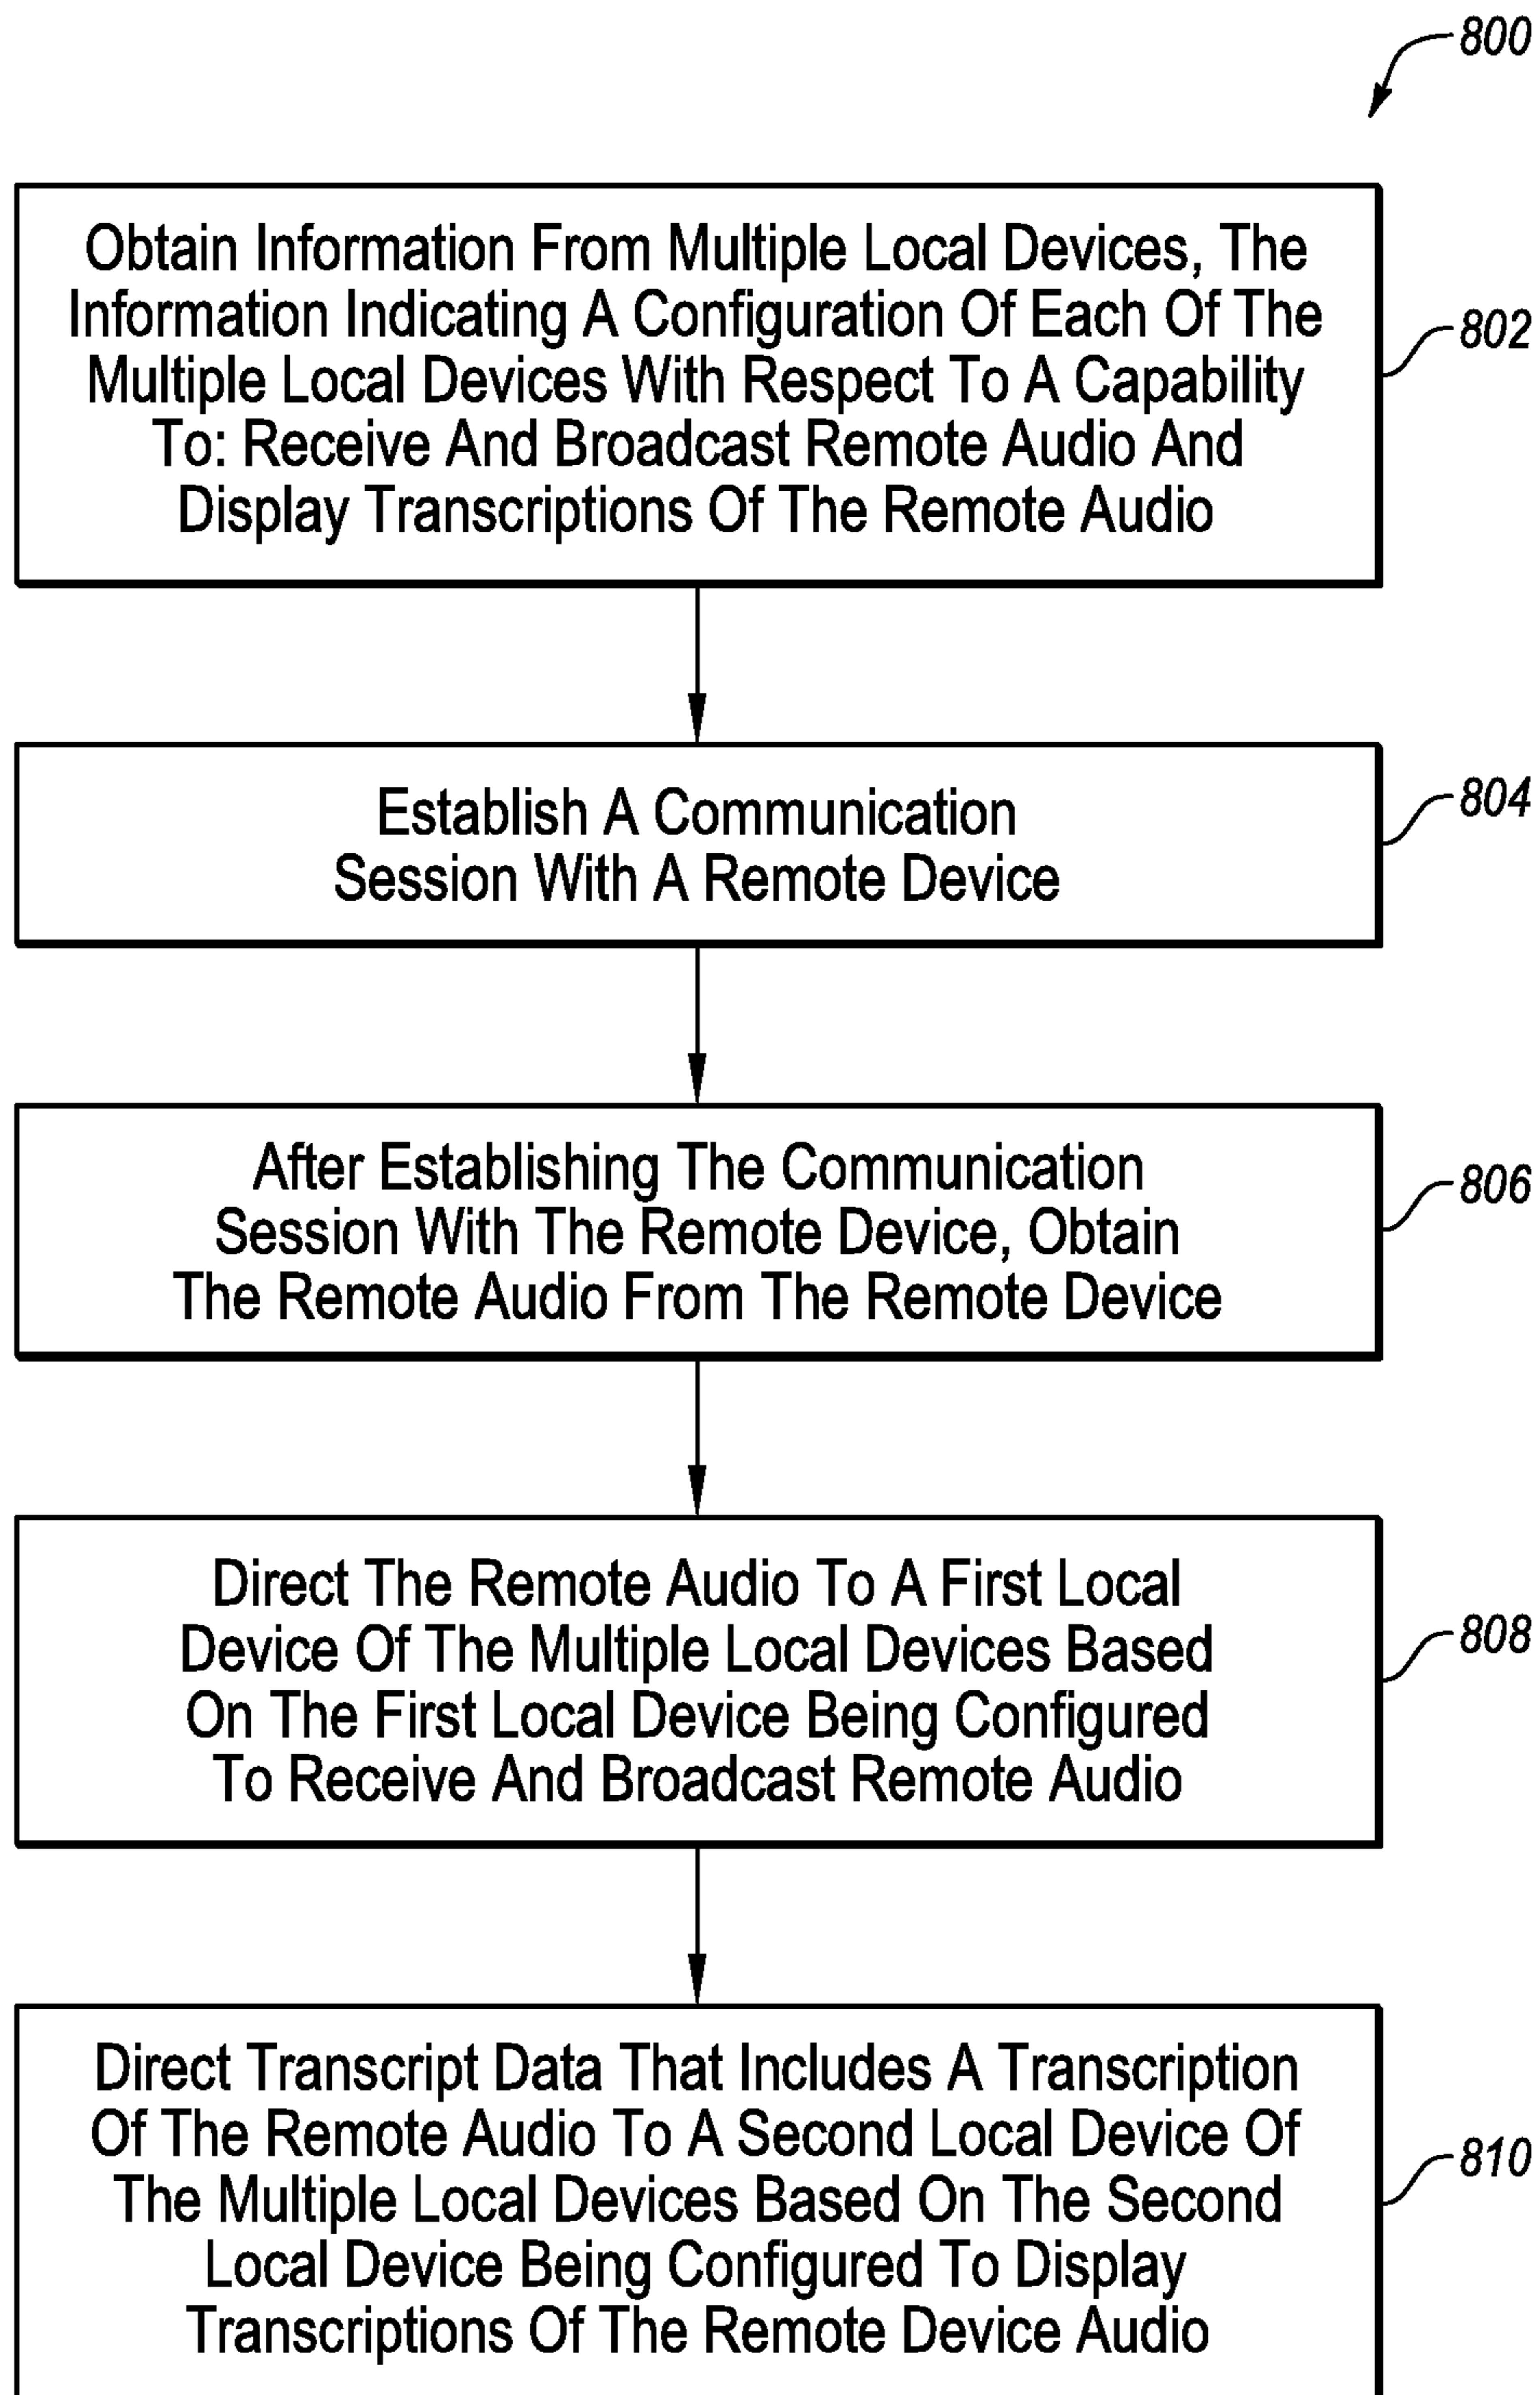 800
Obtain Information From Multiple Local Devices, The
Information Indicating A Configuration Of Each Of The
Multiple Local Devices With Respect To A Capability
To: Receive And Broadcast Remote Audio And
Display Transcriptions Of The Remote Audio
802
Establish A Communication
Session With A Remote Device
804
After Establishing The Communication
Session With The Remote Device, Obtain
The Remote Audio From The Remote Device
806
Direct The Remote Audio To A First Local
Device Of The Multiple Local Devices Based
On The First Local Device Being Configured
To Receive And Broadcast Remote Audio
808
Direct Transcript Data That Includes A Transcription
Of The Remote Audio To A Second Local Device Of
The Multiple Local Devices Based On The Second
Local Device Being Configured To Display
Transcriptions Of The Remote Device Audio
810